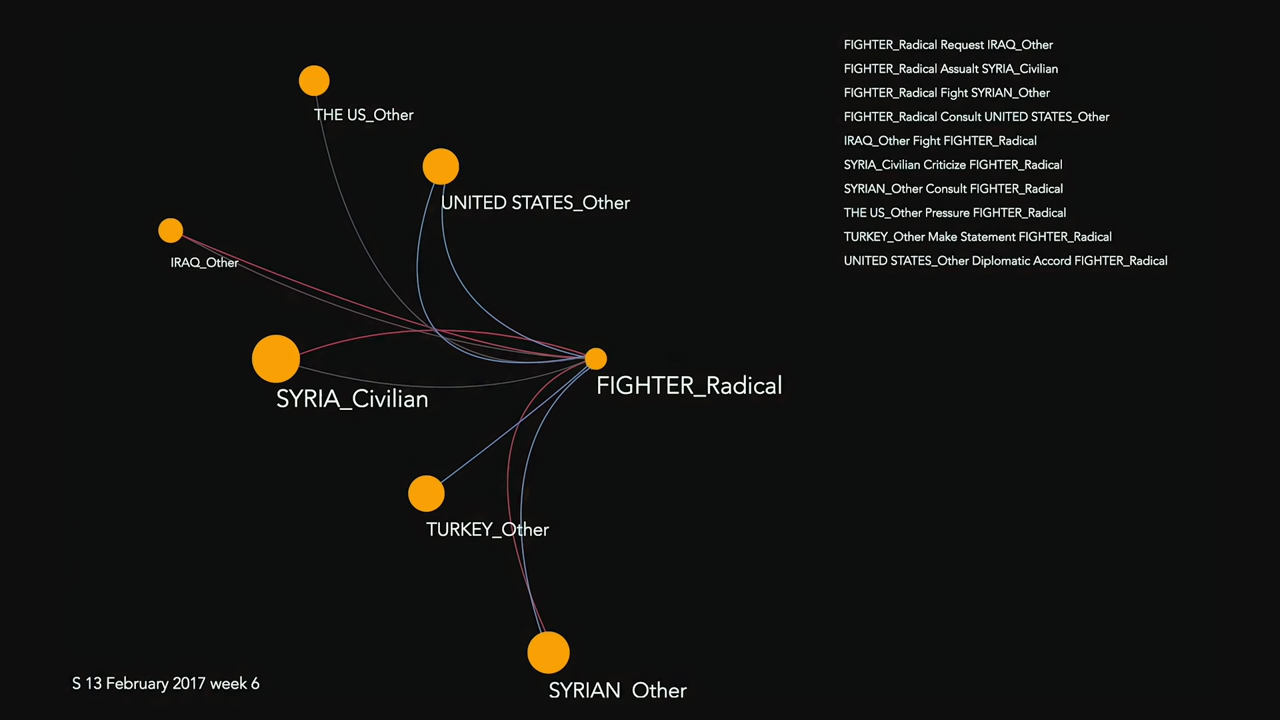 FIGHTER_Radical Request IRAQ_Other
FIGHTER_Radical Assualt SYRIA_Civilian
FIGHTER_Radical Fight SYRIAN_Other
FIGHTER_Radical Consult UNITED STATES_Other
IRAQ_Other Fight FIGHTER_Radical
SYRIA_Civilian Criticize FIGHTER_Radical
SYRIAN_Other Consult FIGHTER_Radical
THE US_Other Pressure FIGHTER_Radical
TURKEY_Other Make Statement FIGHTER_Radical
UNITED STATES_Other Diplomatic Accord FIGHTER_Radical
THE US_Other
UNITED STATES_Other
IRAQ_Other
FIGHTER_Radical
SYRIA_Civilian
TURKEY_Other
SYRIAN Other
S 13 February 2017 week 6